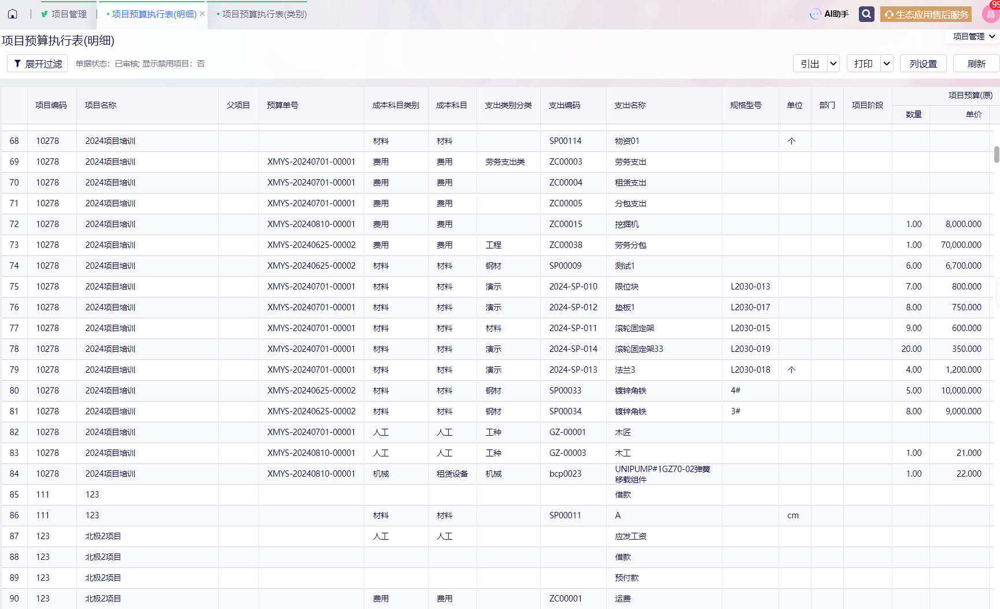 项目管理 项目预算执行表(明细) 项目预算执行表(类别) AI助手 生态应用售后服务 晶 99
项目预算执行表(明细) 项目管理
展开过滤 单据状态：已审核; 显示禁用项目：否 引出 打印 列设置 刷新
项目编码 项目名称 父项目 预算单号 成本科目类别 成本科目 支出类别分类 支出编码 支出名称 规格型号 单位 部门 项目阶段 项目预算(原)
数量 单价
68 10278 2024项目培训 材料 材料 SP00114 物资01 个
69 10278 2024项目培训 XMYS-20240701-00001 费用 费用 劳务支出类 ZC00003 劳务支出
70 10278 2024项目培训 XMYS-20240701-00001 费用 费用 ZC00004 租赁支出
71 10278 2024项目培训 XMYS-20240701-00001 费用 费用 ZC00005 分包支出
72 10278 2024项目培训 XMYS-20240810-00001 费用 费用 ZC00015 挖掘机 1.00 8,000.000
73 10278 2024项目培训 XMYS-20240625-00002 费用 费用 工程 ZC00038 劳务分包 1.00 70,000.000
74 10278 2024项目培训 XMYS-20240625-00002 材料 材料 钢材 SP00009 测试1 6.00 6,700.000
75 10278 2024项目培训 XMYS-20240701-00001 材料 材料 演示 2024-SP-010 限位块 L2030-013 7.00 800.000
76 10278 2024项目培训 XMYS-20240701-00001 材料 材料 演示 2024-SP-012 垫板1 L2030-017 8.00 750.000
77 10278 2024项目培训 XMYS-20240701-00001 材料 材料 材料 2024-SP-011 滚轮固定架 L2030-015 9.00 600.000
78 10278 2024项目培训 XMYS-20240701-00001 材料 材料 演示 2024-SP-014 滚轮固定架33 L2030-019 20.00 350.000
79 10278 2024项目培训 XMYS-20240701-00001 材料 材料 演示 2024-SP-013 法兰3 L2030-018 个 4.00 1,200.000
80 10278 2024项目培训 XMYS-20240625-00002 材料 材料 钢材 SP00033 镀锌角铁 4# 5.00 10,000.000
81 10278 2024项目培训 XMYS-20240625-00002 材料 材料 钢材 SP00034 镀锌角铁 3# 8.00 9,000.000
82 10278 2024项目培训 XMYS-20240701-00001 人工 人工 工种 GZ-00001 木匠
83 10278 2024项目培训 XMYS-20240810-00001 人工 人工 工种 GZ-00003 木工 1.00 21.000
84 10278 2024项目培训 XMYS-20240810-00001 机械 租赁设备 机械 bcp0023 UNIPUMP#1GZ70-02弹簧 1.00 22.000
移载组件
85 111 123 借款
86 111 123 材料 材料 SP00011 A cm
87 123 北极2项目 人工 人工 应发工资
88 123 北极2项目 借款
89 123 北极2项目 预付款
90 123 北极2项目 费用 费用 ZC00001 运费